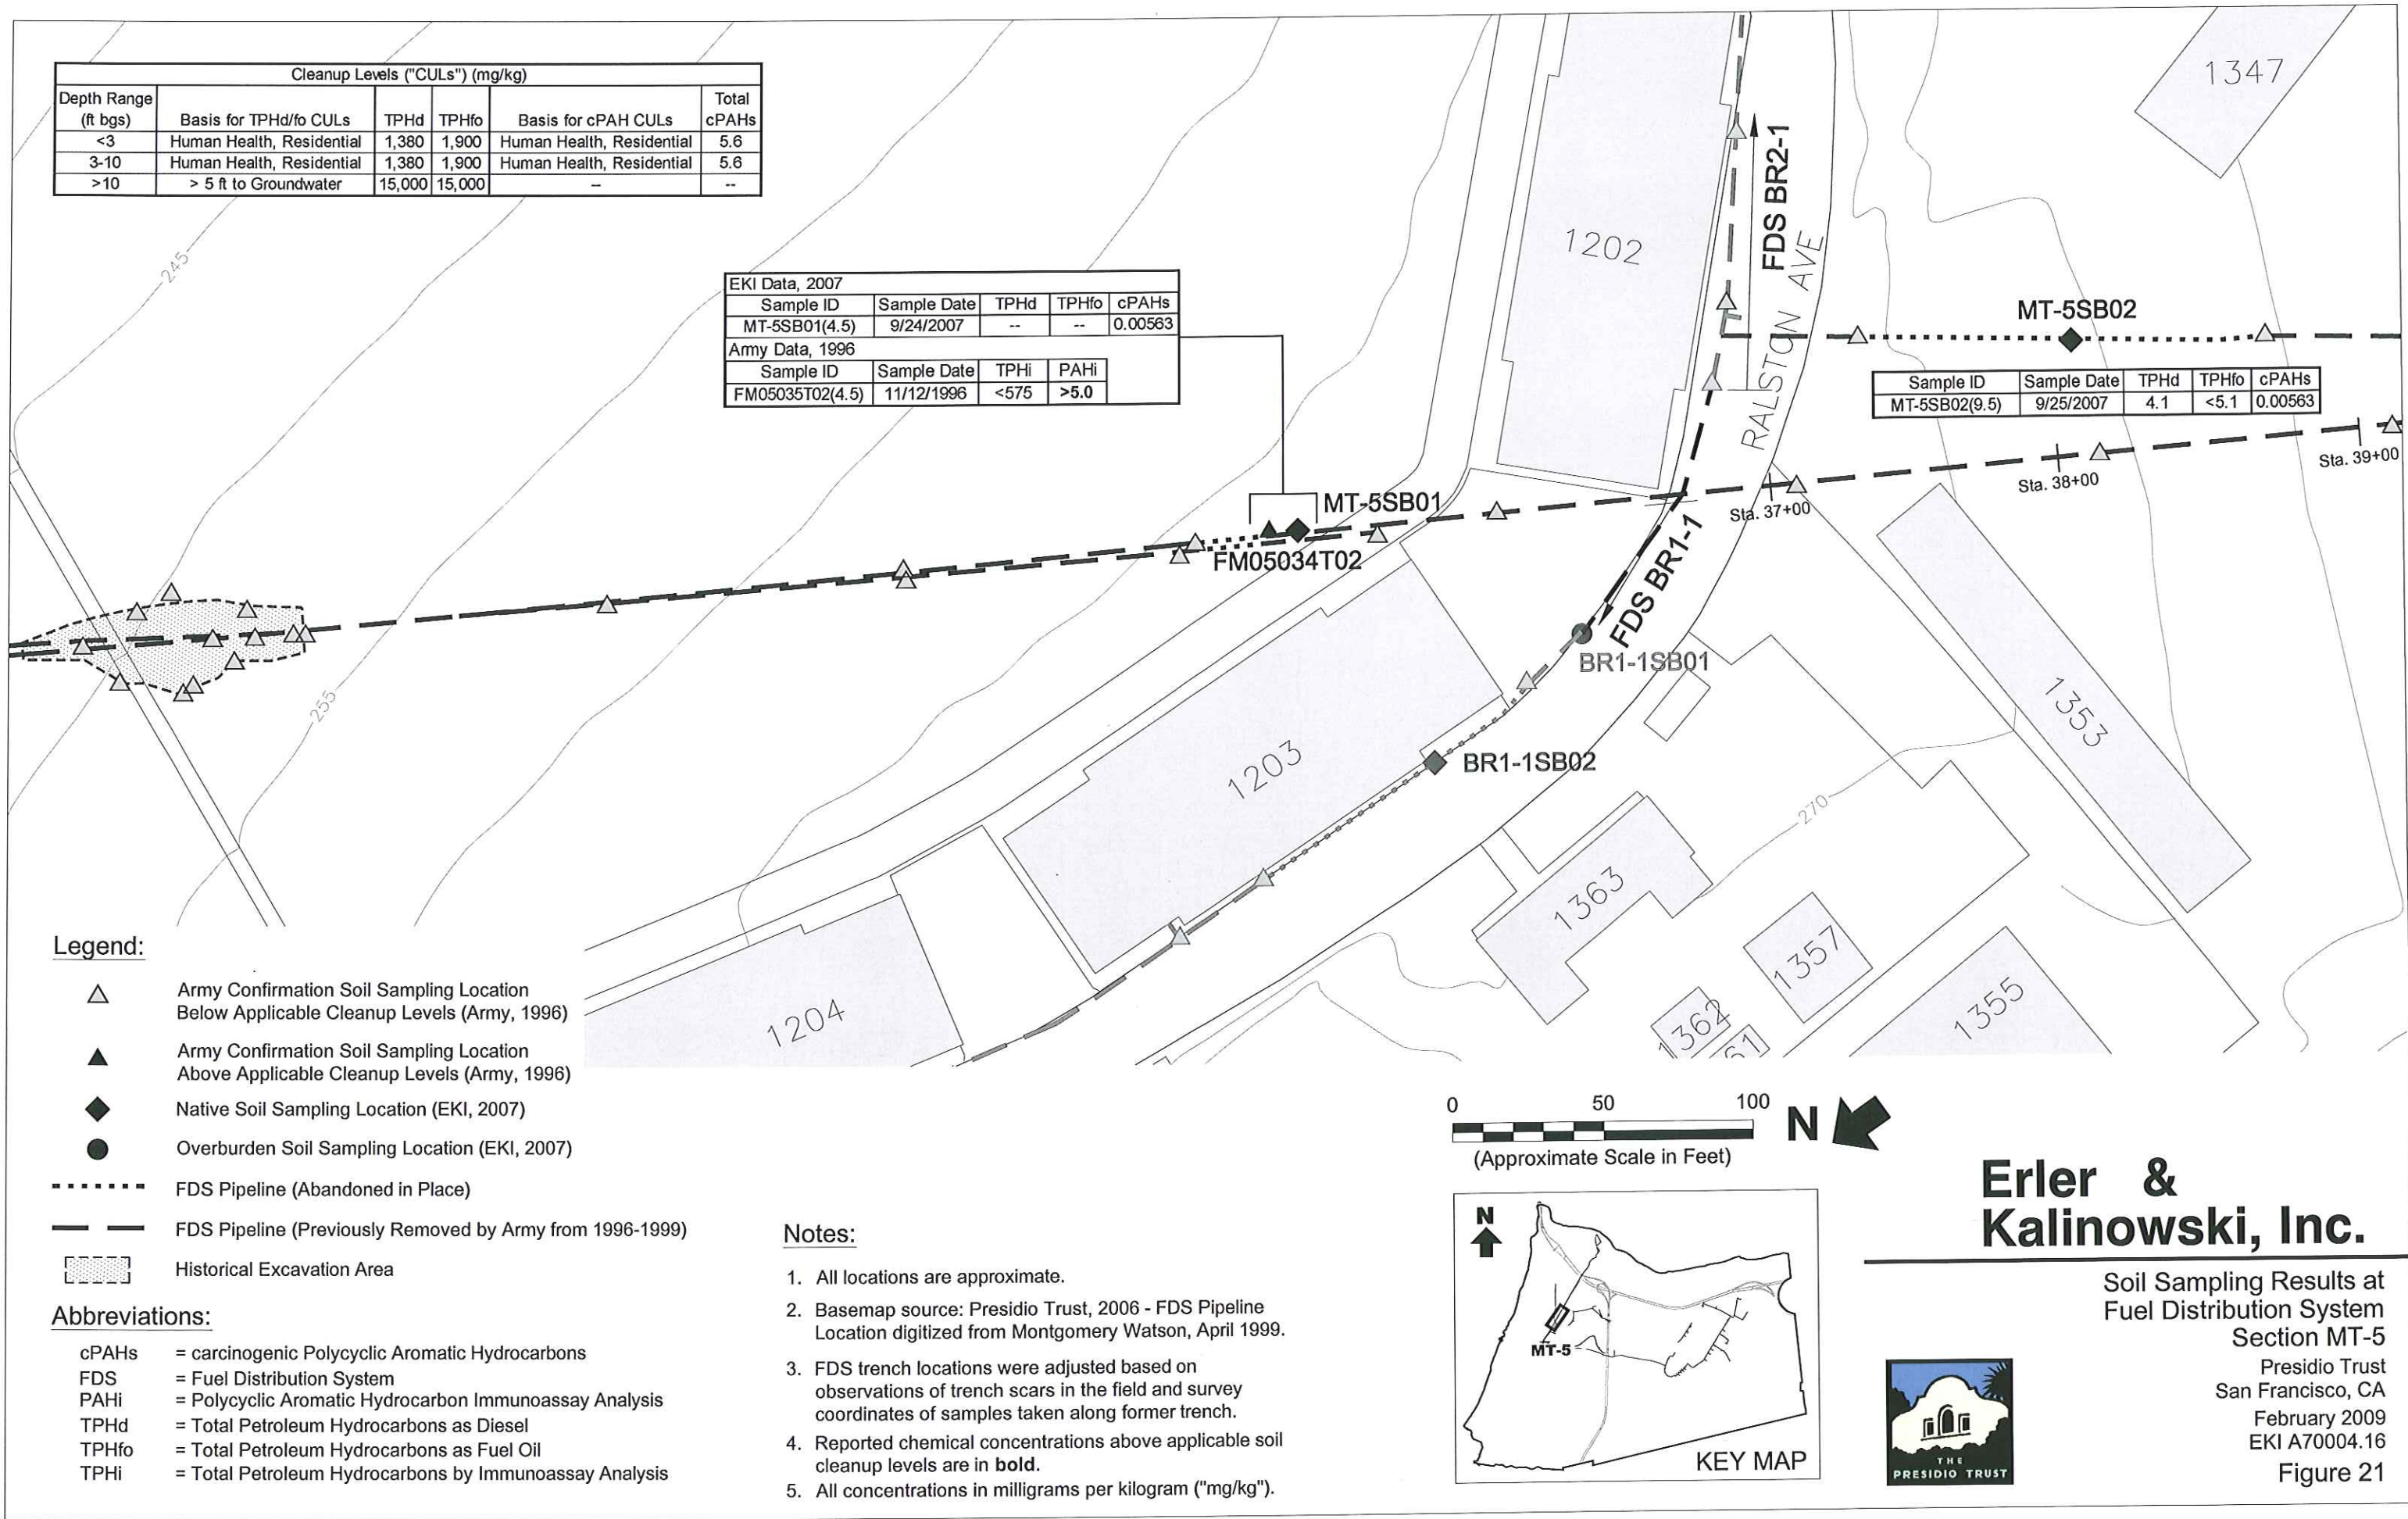 Cleanup Levels ("CULs") (mg/kg)
Depth Range (ft bgs) Basis for TPHd/fo CULs TPHd TPHfo Basis for cPAH CULs Total cPAHs
<3 Human Health, Residential 1,380 1,900 Human Health, Residential 5.6
3-10 Human Health, Residential 1,380 1,900 Human Health, Residential 5.6
>10 > 5 ft to Groundwater 15,000 15,000 -- --
EKI Data, 2007
Sample ID Sample Date TPHd TPHfo cPAHs
MT-5SB01(4.5) 9/24/2007 -- -- 0.00563
Army Data, 1996
Sample ID Sample Date TPHi PAHi
FM05035T02(4.5) 11/12/1996 <575 >5.0
1202
1347
FDS BR2-1
RALSTON AVE
MT-5SB02
Sample ID Sample Date TPHd TPHfo cPAHs
MT-5SB02(9.5) 9/25/2007 4.1 <5.1 0.00563
245
MT-5SB01
FM05034T02
Sta. 37+00
Sta. 38+00
Sta. 39+00
FDS BR1-1
BR1-1SB01
BR1-1SB02
255
1203
1353
270
1363
1357
1362
61
1355
1204
Legend:
Army Confirmation Soil Sampling Location
Below Applicable Cleanup Levels (Army, 1996)
Army Confirmation Soil Sampling Location
Above Applicable Cleanup Levels (Army, 1996)
Native Soil Sampling Location (EKI, 2007)
Overburden Soil Sampling Location (EKI, 2007)
FDS Pipeline (Abandoned in Place)
FDS Pipeline (Previously Removed by Army from 1996-1999)
Historical Excavation Area
Abbreviations:
cPAHs = carcinogenic Polycyclic Aromatic Hydrocarbons
FDS = Fuel Distribution System
PAHi = Polycyclic Aromatic Hydrocarbon Immunoassay Analysis
TPHd = Total Petroleum Hydrocarbons as Diesel
TPHfo = Total Petroleum Hydrocarbons as Fuel Oil
TPHi = Total Petroleum Hydrocarbons by Immunoassay Analysis
Notes:
1. All locations are approximate.
2. Basemap source: Presidio Trust, 2006 - FDS Pipeline
Location digitized from Montgomery Watson, April 1999.
3. FDS trench locations were adjusted based on
observations of trench scars in the field and survey
coordinates of samples taken along former trench.
4. Reported chemical concentrations above applicable soil
cleanup levels are in bold.
5. All concentrations in milligrams per kilogram ("mg/kg").
0 50 100
(Approximate Scale in Feet)
N
N
MT-5
KEY MAP
Erler &
Kalinowski, Inc.
Soil Sampling Results at
Fuel Distribution System
Section MT-5
Presidio Trust
San Francisco, CA
February 2009
EKI A70004.16
Figure 21
THE
PRESIDIO TRUST